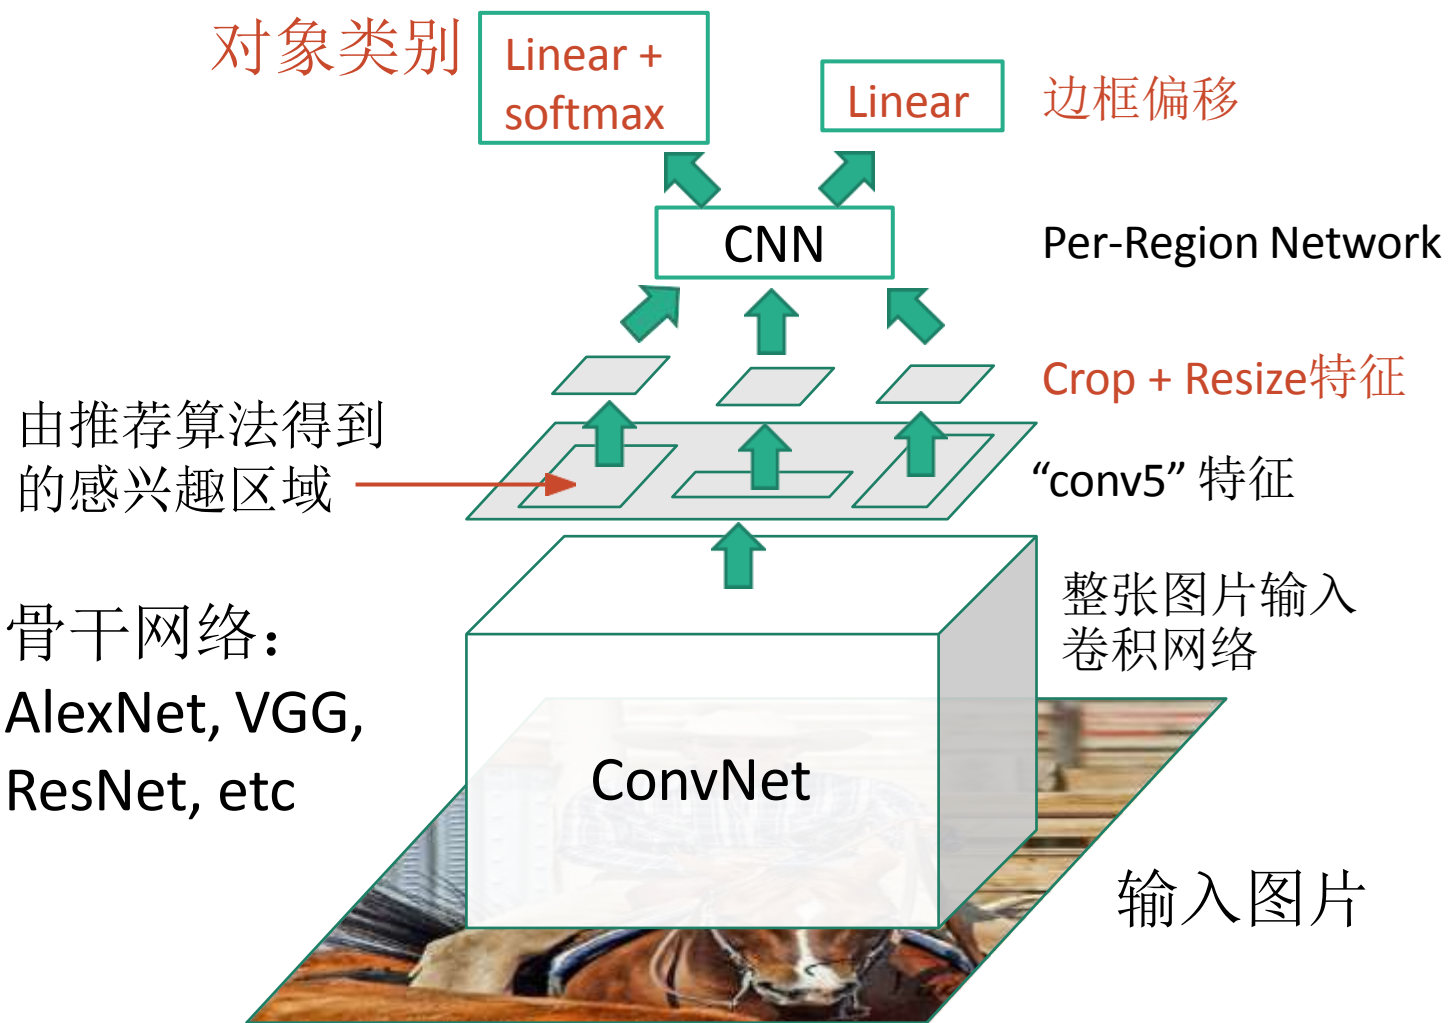 对象类别
Linear +
softmax
Linear
边框偏移
CNN
Per-Region Network
Crop + Resize特征
由推荐算法得到
的感兴趣区域
“conv5” 特征
整张图片输入
卷积网络
骨干网络：
AlexNet, VGG,
ResNet, etc
ConvNet
输入图片